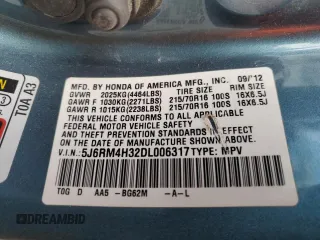 MFD. BY HONDA OF AMERICA MFG., INC. 09/12
GVWR 2025KG(4464LBS) TIRE SIZE RIM SIZE
GAWR F 1030KG(2271LBS) 215/70R16 100S 16X6.5J
GAWR R 1015KG(2238LBS) 215/70R16 100S 16X6.5J
THIS VEHICLE CONFORMS TO ALL APPLICABLE
FEDERAL MOTOR VEHICLE SAFETY
AND THEFT PREVENTION STANDARDS IN EFFECT ON THE
DATE OF MANUFACTURE SHOWN ABOVE.
V.I.N.: 5J6RM4H32DL006317 TYPE: MPV
TOG D AA5 -BG62M -A-L
TOA A3
DREAMBID